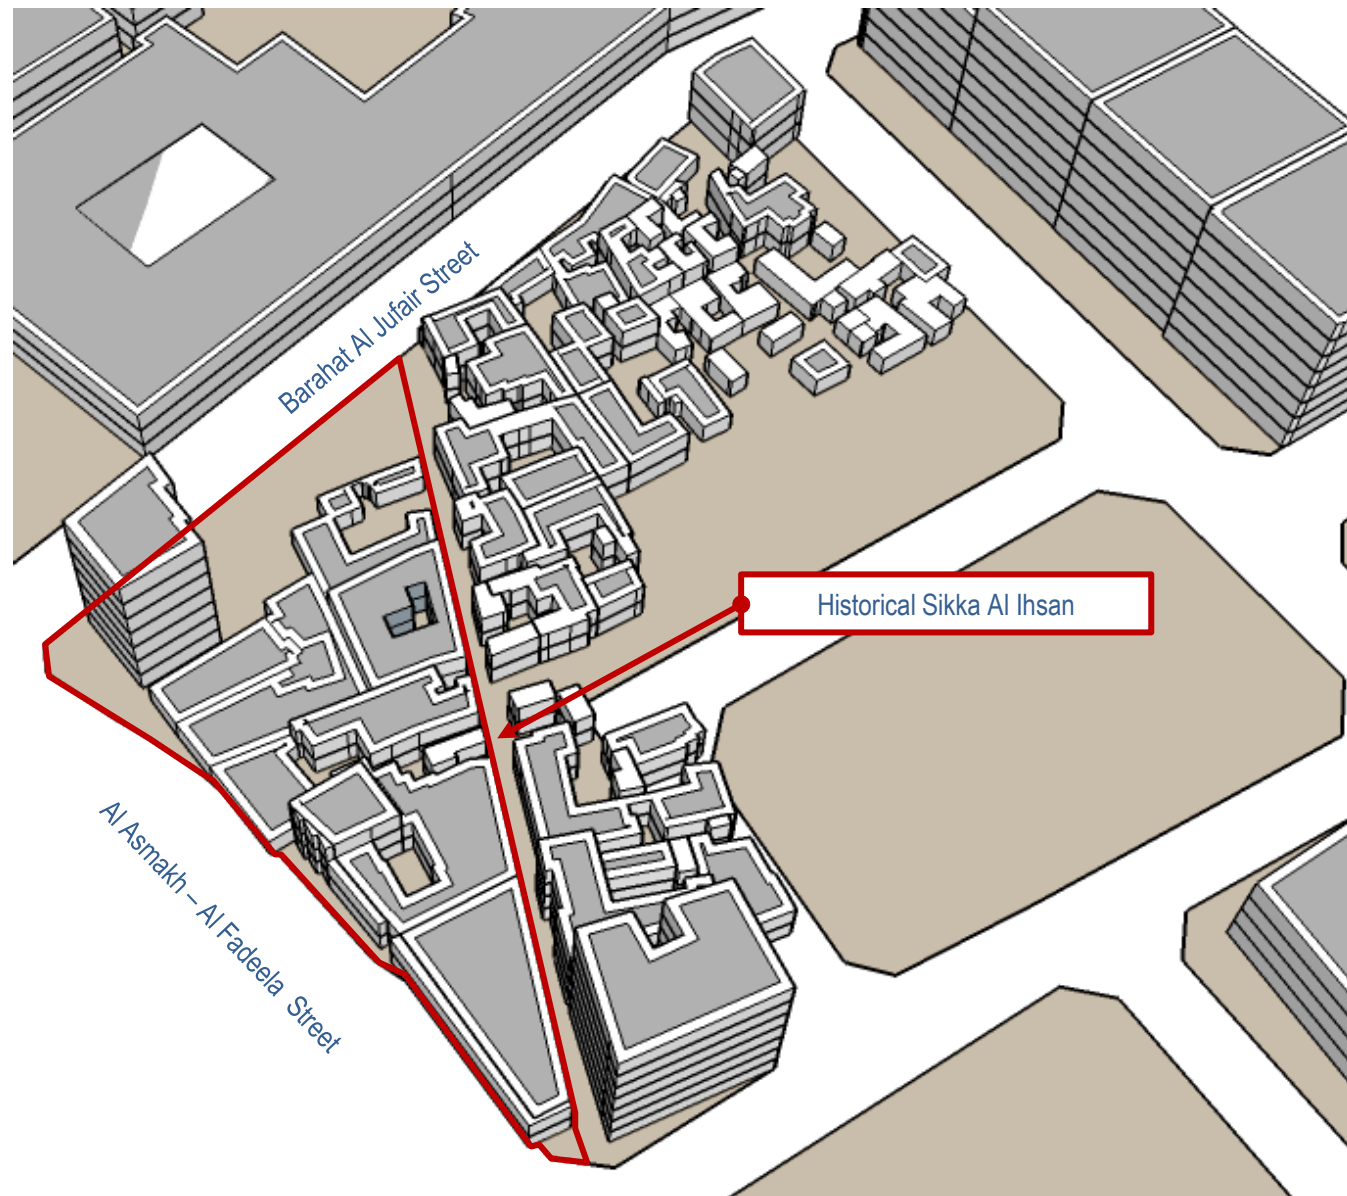 Barahat Al Jufair Street
Historical Sikka Al Ihsan
Al Asmakh – Al Fadeela Street